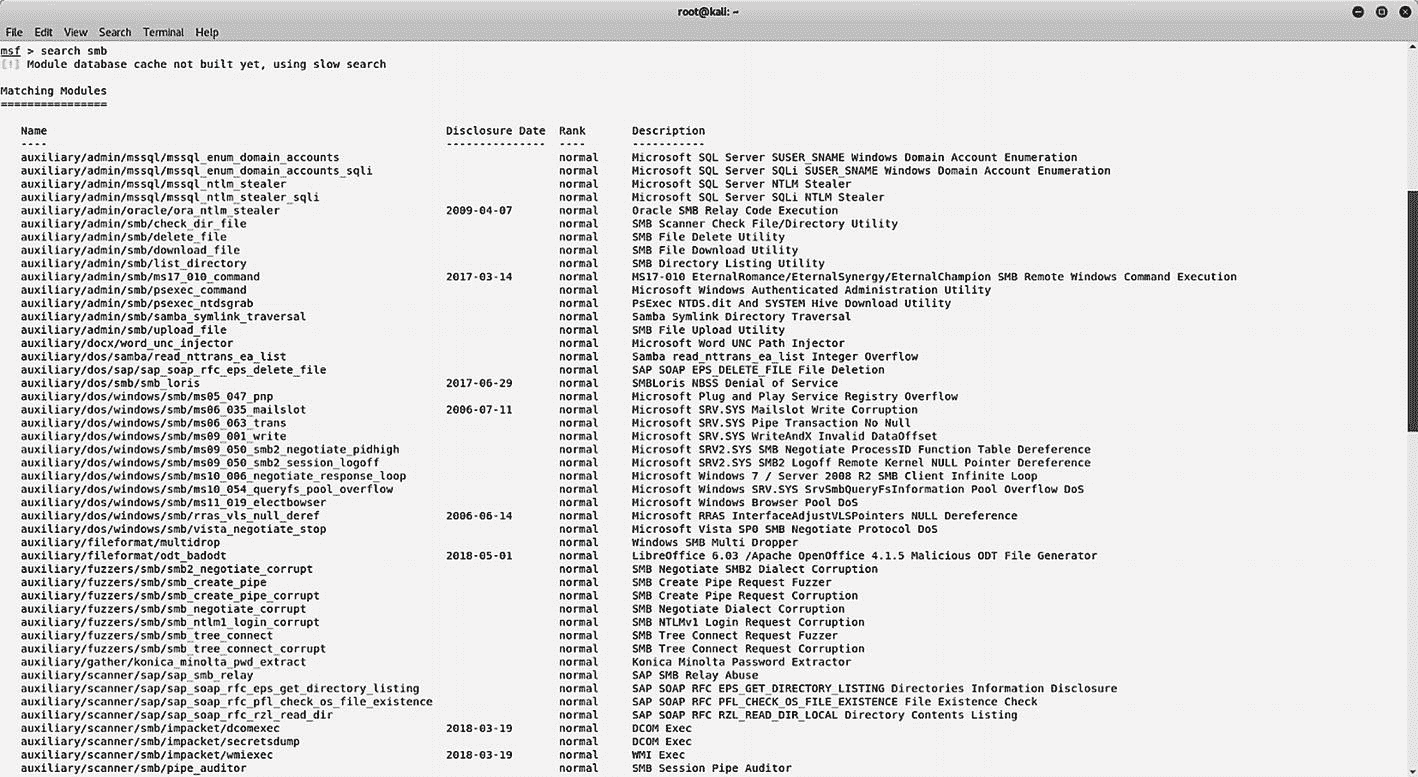 root@kali: ~
File Edit View Search Terminal Help
msf > search smb
[!] Module database cache not built yet, using slow search
Matching Modules
================
Name Disclosure Date Rank Description
---- --------------- ---- -----------
auxiliary/admin/mssql/mssql_enum_domain_accounts normal Microsoft SQL Server SUSER_SNAME Windows Domain Account Enumeration
auxiliary/admin/mssql/mssql_enum_domain_accounts_sqli normal Microsoft SQL Server SQLi SUSER_SNAME Windows Domain Account Enumeration
auxiliary/admin/mssql/mssql_ntlm_stealer normal Microsoft SQL Server NTLM Stealer
auxiliary/admin/mssql/mssql_ntlm_stealer_sqli normal Microsoft SQL Server SQLi NTLM Stealer
auxiliary/admin/oracle/ora_ntlm_stealer 2009-04-07 normal Oracle SMB Relay Code Execution
auxiliary/admin/smb/check_dir_file normal SMB Scanner Check File/Directory Utility
auxiliary/admin/smb/delete_file normal SMB File Delete Utility
auxiliary/admin/smb/download_file normal SMB File Download Utility
auxiliary/admin/smb/list_directory normal SMB Directory Listing Utility
auxiliary/admin/smb/ms17_010_command 2017-03-14 normal MS17-010 EternalRomance/EternalSynergy/EternalChampion SMB Remote Windows Command Execution
auxiliary/admin/smb/psexec_command normal Microsoft Windows Authenticated Administration Utility
auxiliary/admin/smb/psexec_ntdsgrab normal PsExec NTDS.dit And SYSTEM Hive Download Utility
auxiliary/admin/smb/samba_symlink_traversal normal Samba Symlink Directory Traversal
auxiliary/admin/smb/upload_file normal SMB File Upload Utility
auxiliary/docx/word_unc_injector normal Microsoft Word UNC Path Injector
auxiliary/dos/samba/read_nttrans_ea_list normal Samba read_nttrans_ea_list Integer Overflow
auxiliary/dos/sap/sap_soap_rfc_eps_delete_file normal SAP SOAP EPS_DELETE_FILE File Deletion
auxiliary/dos/smb/smb_loris 2017-06-29 normal SMBLoris NBSS Denial of Service
auxiliary/dos/windows/smb/ms05_047_pnp normal Microsoft Plug and Play Service Registry Overflow
auxiliary/dos/windows/smb/ms06_035_mailslot 2006-07-11 normal Microsoft SRV.SYS Mailslot Write Corruption
auxiliary/dos/windows/smb/ms06_063_trans normal Microsoft SRV.SYS Pipe Transaction No Null
auxiliary/dos/windows/smb/ms09_001_write normal Microsoft SRV.SYS WriteAndX Invalid DataOffset
auxiliary/dos/windows/smb/ms09_050_smb2_negotiate_pidhigh normal Microsoft SRV2.SYS SMB Negotiate ProcessID Function Table Dereference
auxiliary/dos/windows/smb/ms09_050_smb2_session_logoff normal Microsoft SRV2.SYS SMB2 Logoff Remote Kernel NULL Pointer Dereference
auxiliary/dos/windows/smb/ms10_006_negotiate_response_loop normal Microsoft Windows 7 / Server 2008 R2 SMB Client Infinite Loop
auxiliary/dos/windows/smb/ms10_054_queryfs_pool_overflow normal Microsoft Windows SRV.SYS SrvSmbQueryFsInformation Pool Overflow DoS
auxiliary/dos/windows/smb/ms11_019_electbowser normal Microsoft Windows Browser Pool DoS
auxiliary/dos/windows/smb/rras_vls_null_deref 2006-06-14 normal Microsoft RRAS InterfaceAdjustVLSPointers NULL Dereference
auxiliary/dos/windows/smb/vista_negotiate_stop normal Microsoft Vista SP0 SMB Negotiate Protocol DoS
auxiliary/fileformat/multidrop normal Windows SMB Multi Dropper
auxiliary/fileformat/odt_badodt 2018-05-01 normal LibreOffice 6.03 /Apache OpenOffice 4.1.5 Malicious ODT File Generator
auxiliary/fuzzers/smb/smb2_negotiate_corrupt normal SMB Negotiate SMB2 Dialect Corruption
auxiliary/fuzzers/smb/smb_create_pipe normal SMB Create Pipe Request Fuzzer
auxiliary/fuzzers/smb/smb_create_pipe_corrupt normal SMB Create Pipe Request Corruption
auxiliary/fuzzers/smb/smb_negotiate_corrupt normal SMB Negotiate Dialect Corruption
auxiliary/fuzzers/smb/smb_ntlm1_login_corrupt normal SMB NTLMv1 Login Request Corruption
auxiliary/fuzzers/smb/smb_tree_connect normal SMB Tree Connect Request Fuzzer
auxiliary/fuzzers/smb/smb_tree_connect_corrupt normal SMB Tree Connect Request Corruption
auxiliary/gather/konica_minolta_pwd_extract normal Konica Minolta Password Extractor
auxiliary/scanner/sap/sap_smb_relay normal SAP SMB Relay Abuse
auxiliary/scanner/sap/sap_soap_rfc_eps_get_directory_listing normal SAP SOAP RFC EPS_GET_DIRECTORY_LISTING Directories Information Disclosure
auxiliary/scanner/sap/sap_soap_rfc_pfl_check_os_file_existence normal SAP SOAP RFC PFL_CHECK_OS_FILE_EXISTENCE File Existence Check
auxiliary/scanner/sap/sap_soap_rfc_rzl_read_dir normal SAP SOAP RFC RZL_READ_DIR_LOCAL Directory Contents Listing
auxiliary/scanner/smb/impacket/dcomexec 2018-03-19 normal DCOM Exec
auxiliary/scanner/smb/impacket/secretsdump normal DCOM Exec
auxiliary/scanner/smb/impacket/wmiexec 2018-03-19 normal WMI Exec
auxiliary/scanner/smb/pipe_auditor normal SMB Session Pipe Auditor